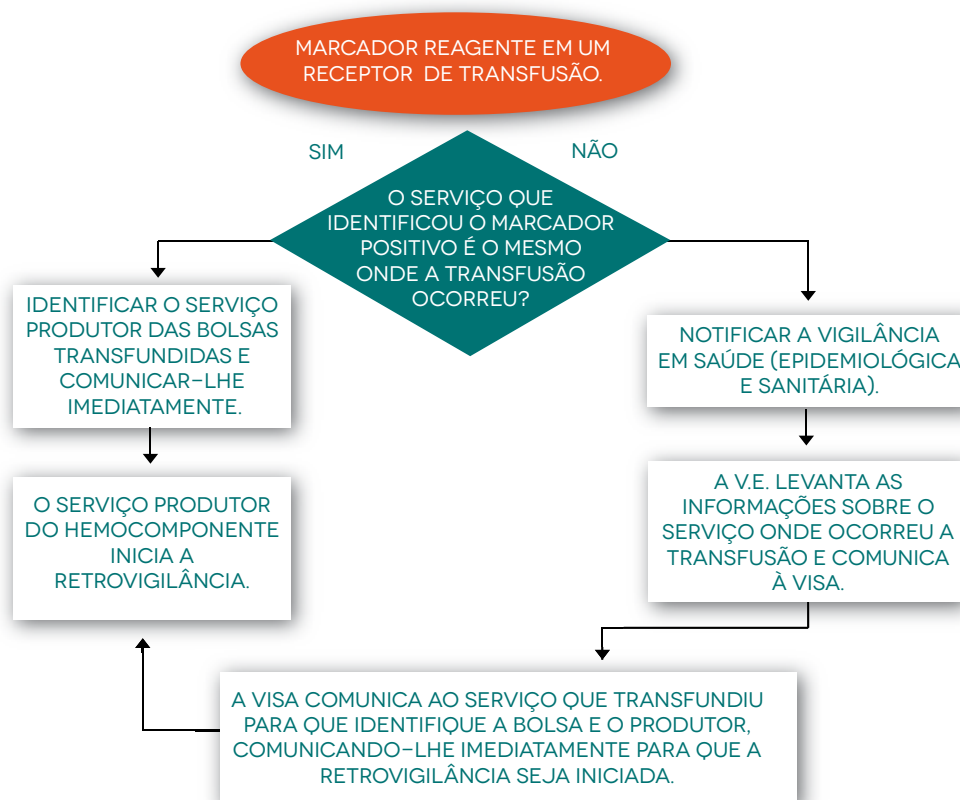 MARCADOR REAGENTE EM UM
RECEPTOR DE TRANSFUSÃO.
SIM
NÃO
O SERVIÇO QUE
IDENTIFICOU O MARCADOR
POSITIVO É O MESMO
ONDE A TRANSFUSÃO
OCORREU?
IDENTIFICAR O SERVIÇO
PRODUTOR DAS BOLSAS
TRANSFUNDIDAS E
COMUNICAR-LHE
IMEDIATAMENTE.
O SERVIÇO PRODUTOR
DO HEMOCOMPONENTE
INICIA A
RETROVIGILÂNCIA.
NOTIFICAR A VIGILÂNCIA
EM SAÚDE (EPIDEMIOLÓGICA
E SANITÁRIA).
A V.E. LEVANTA AS
INFORMAÇÕES SOBRE O
SERVIÇO ONDE OCORREU A
TRANSFUSÃO E COMUNICA
À VISA.
A VISA COMUNICA AO SERVIÇO QUE TRANSFUNDIU
PARA QUE IDENTIFIQUE A BOLSA E O PRODUTOR,
COMUNICANDO-LHE IMEDIATAMENTE PARA QUE A
RETROVIGILÂNCIA SEJA INICIADA.